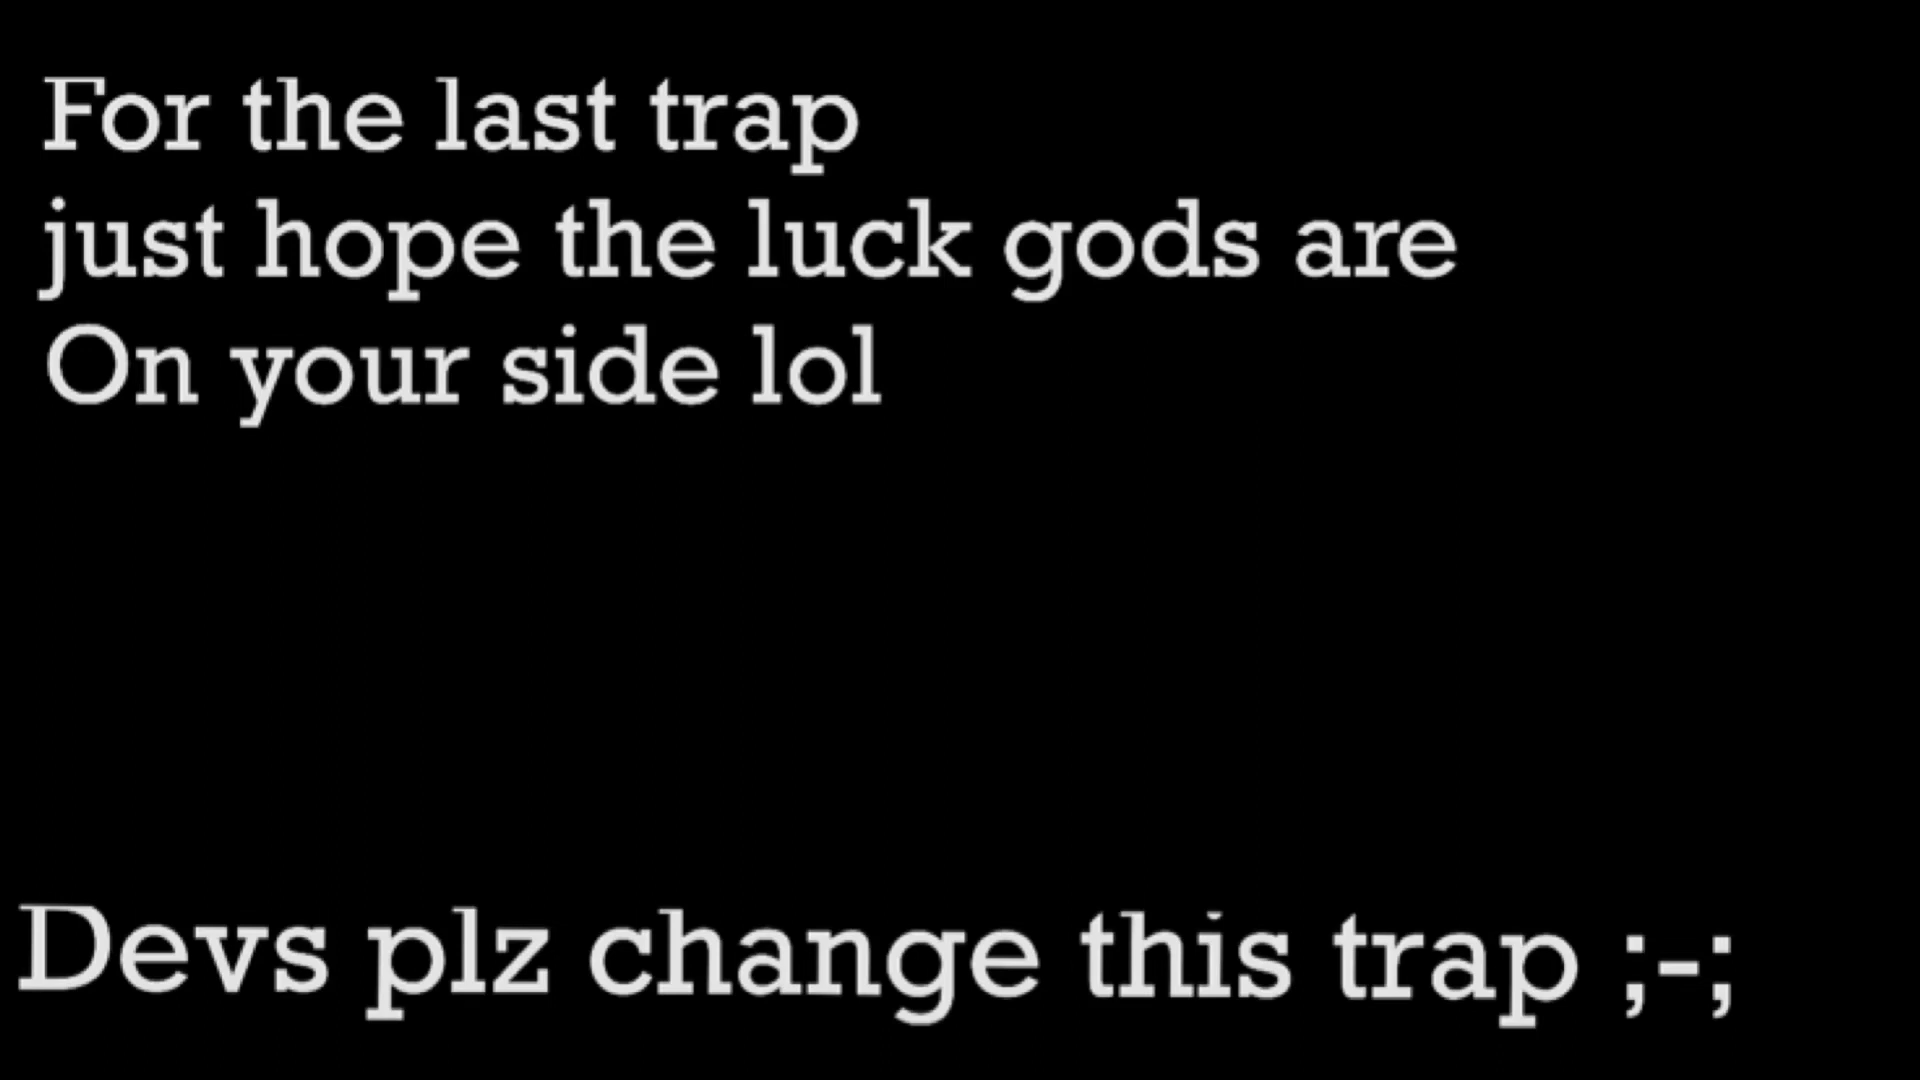 For the last trap
just hope the luck gods are
On your side lol
Devs plz change this trap ;-;